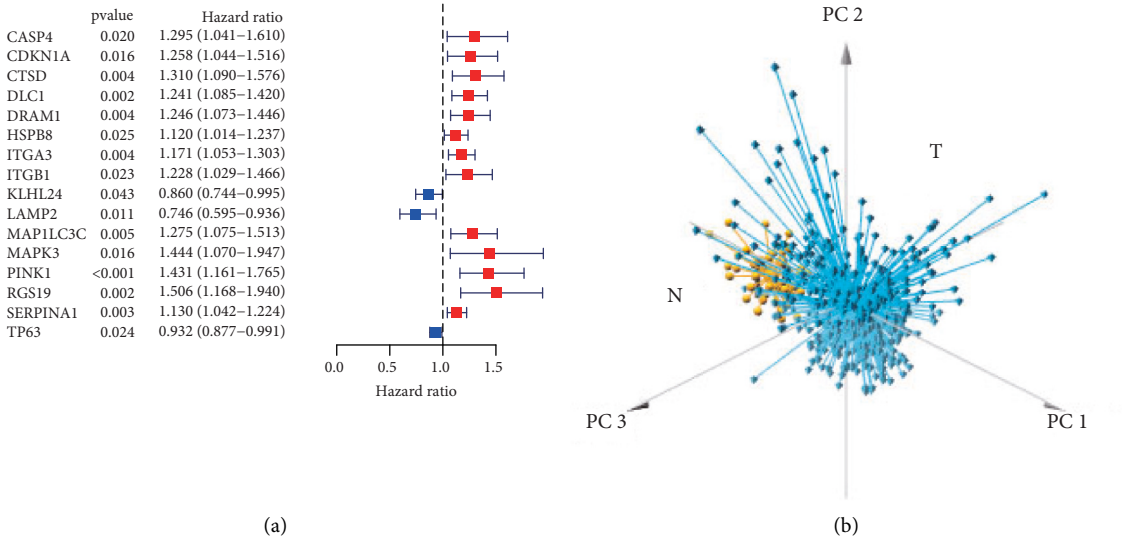 pvalue Hazard ratio
CASP4 0.020 1.295 (1.041−1.610)
CDKN1A 0.016 1.258 (1.044−1.516)
CTSD 0.004 1.310 (1.090−1.576)
DLC1 0.002 1.241 (1.085−1.420)
DRAM1 0.004 1.246 (1.073−1.446)
HSPB8 0.025 1.120 (1.014−1.237)
ITGA3 0.004 1.171 (1.053−1.303)
ITGB1 0.023 1.228 (1.029−1.466)
KLHL24 0.043 0.860 (0.744−0.995)
LAMP2 0.011 0.746 (0.595−0.936)
MAP1LC3C 0.005 1.275 (1.075−1.513)
MAPK3 0.016 1.444 (1.070−1.947)
PINK1 <0.001 1.431 (1.161−1.765)
RGS19 0.002 1.506 (1.168−1.940)
SERPINA1 0.003 1.130 (1.042−1.224)
TP63 0.024 0.932 (0.877−0.991)
0.0 0.5 1.0 1.5
Hazard ratio
(a)
PC 2
T
N
PC 3 PC 1
(b)